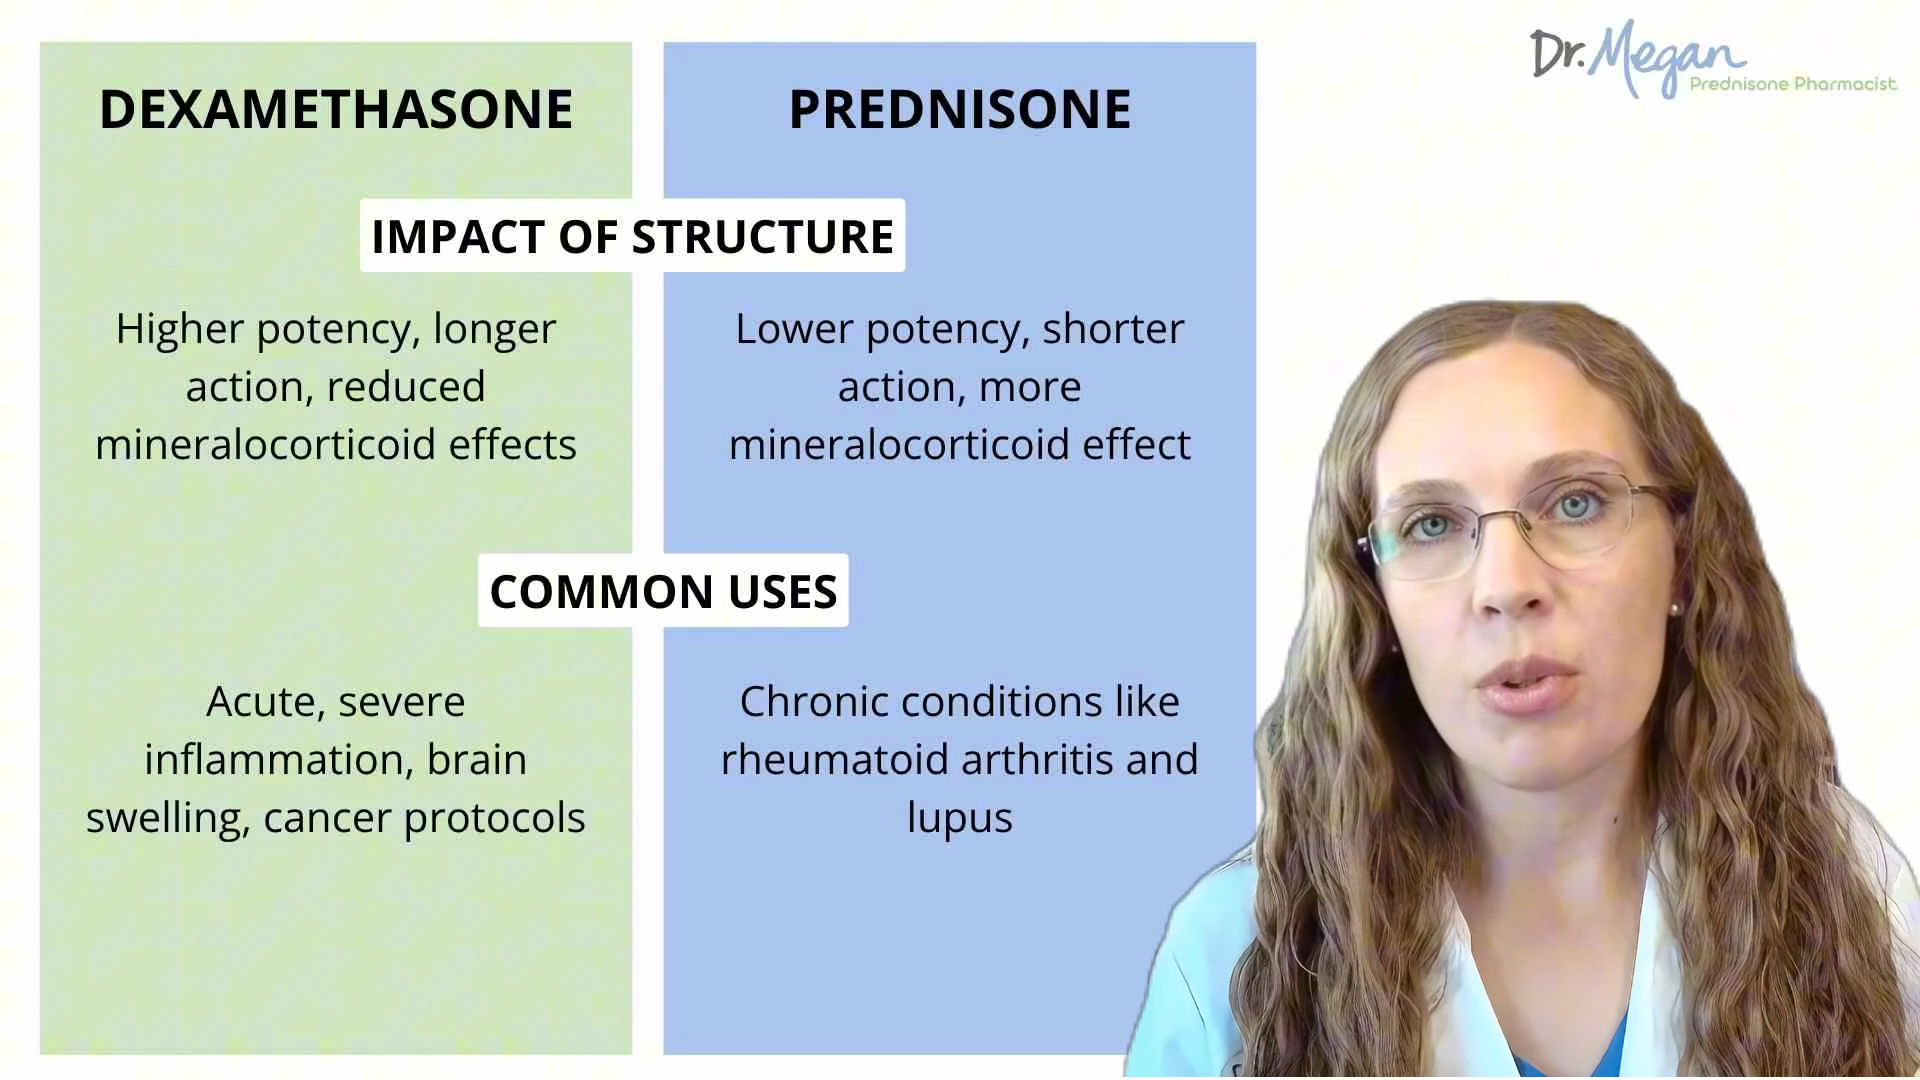 DEXAMETHASONE
PREDNISONE
Dr. Megan
Prednisone Pharmacist
IMPACT OF STRUCTURE
Higher potency, longer
action, reduced
mineralocorticoid effects
Lower potency, shorter
action, more
mineralocorticoid effect
COMMON USES
Acute, severe
inflammation, brain
swelling, cancer protocols
Chronic conditions like
rheumatoid arthritis and
lupus